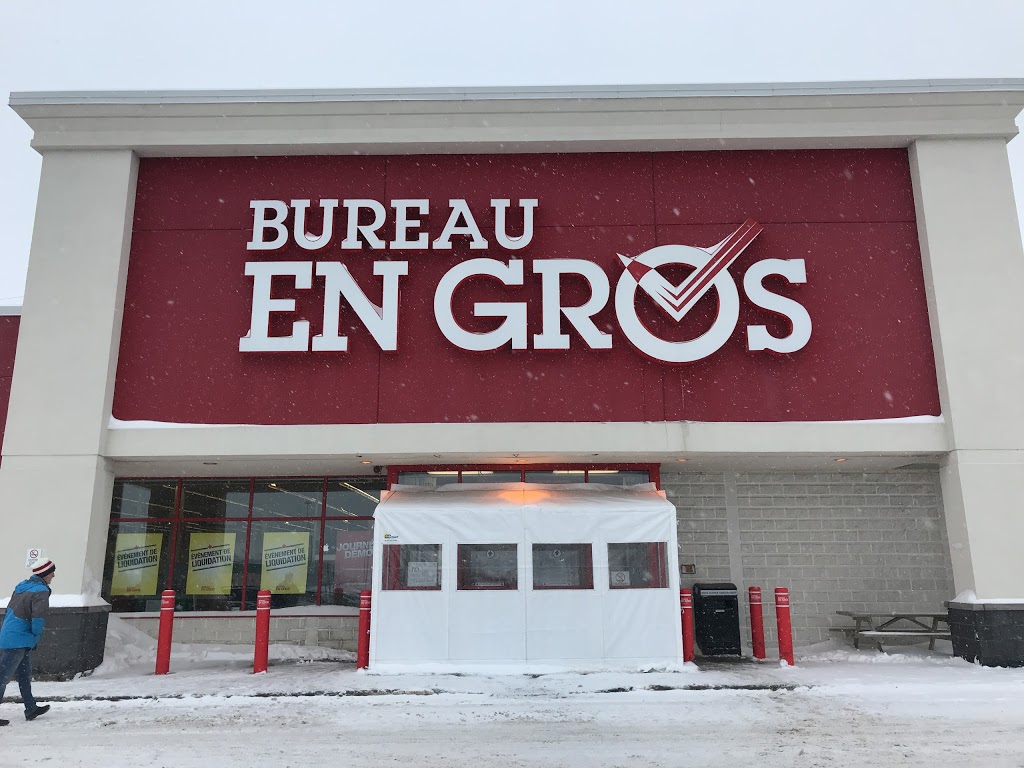 BUREAU
EN GROS
ÉVÉNEMENT DE
LIQUIDATION
ÉVÉNEMENT DE
LIQUIDATION
ÉVÉNEMENT DE
LIQUIDATION